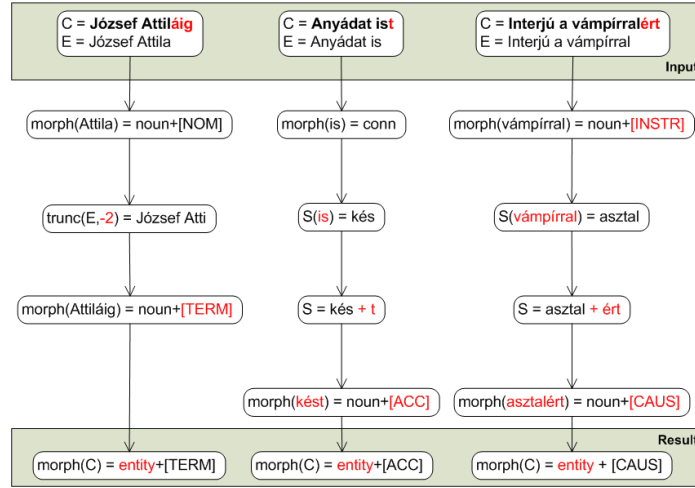 C = József Attiláig
E = József Attila
C = Anyádat ist
E = Anyádat is
C = Interjú a vámpírralért
E = Interjú a vámpírral
Input
morph(Attila) = noun+[NOM]
morph(is) = conn
morph(vámpírral) = noun+[INSTR]
trunc(E,-2) = József Atti
S(is) = kés
S(vámpírral) = asztal
morph(Attiláig) = noun+[TERM]
S = kés + t
S = asztal + ért
morph(kést) = noun+[ACC]
morph(asztalért) = noun+[CAUS]
Result
morph(C) = entity+[TERM]
morph(C) = entity+[ACC]
morph(C) = entity + [CAUS]